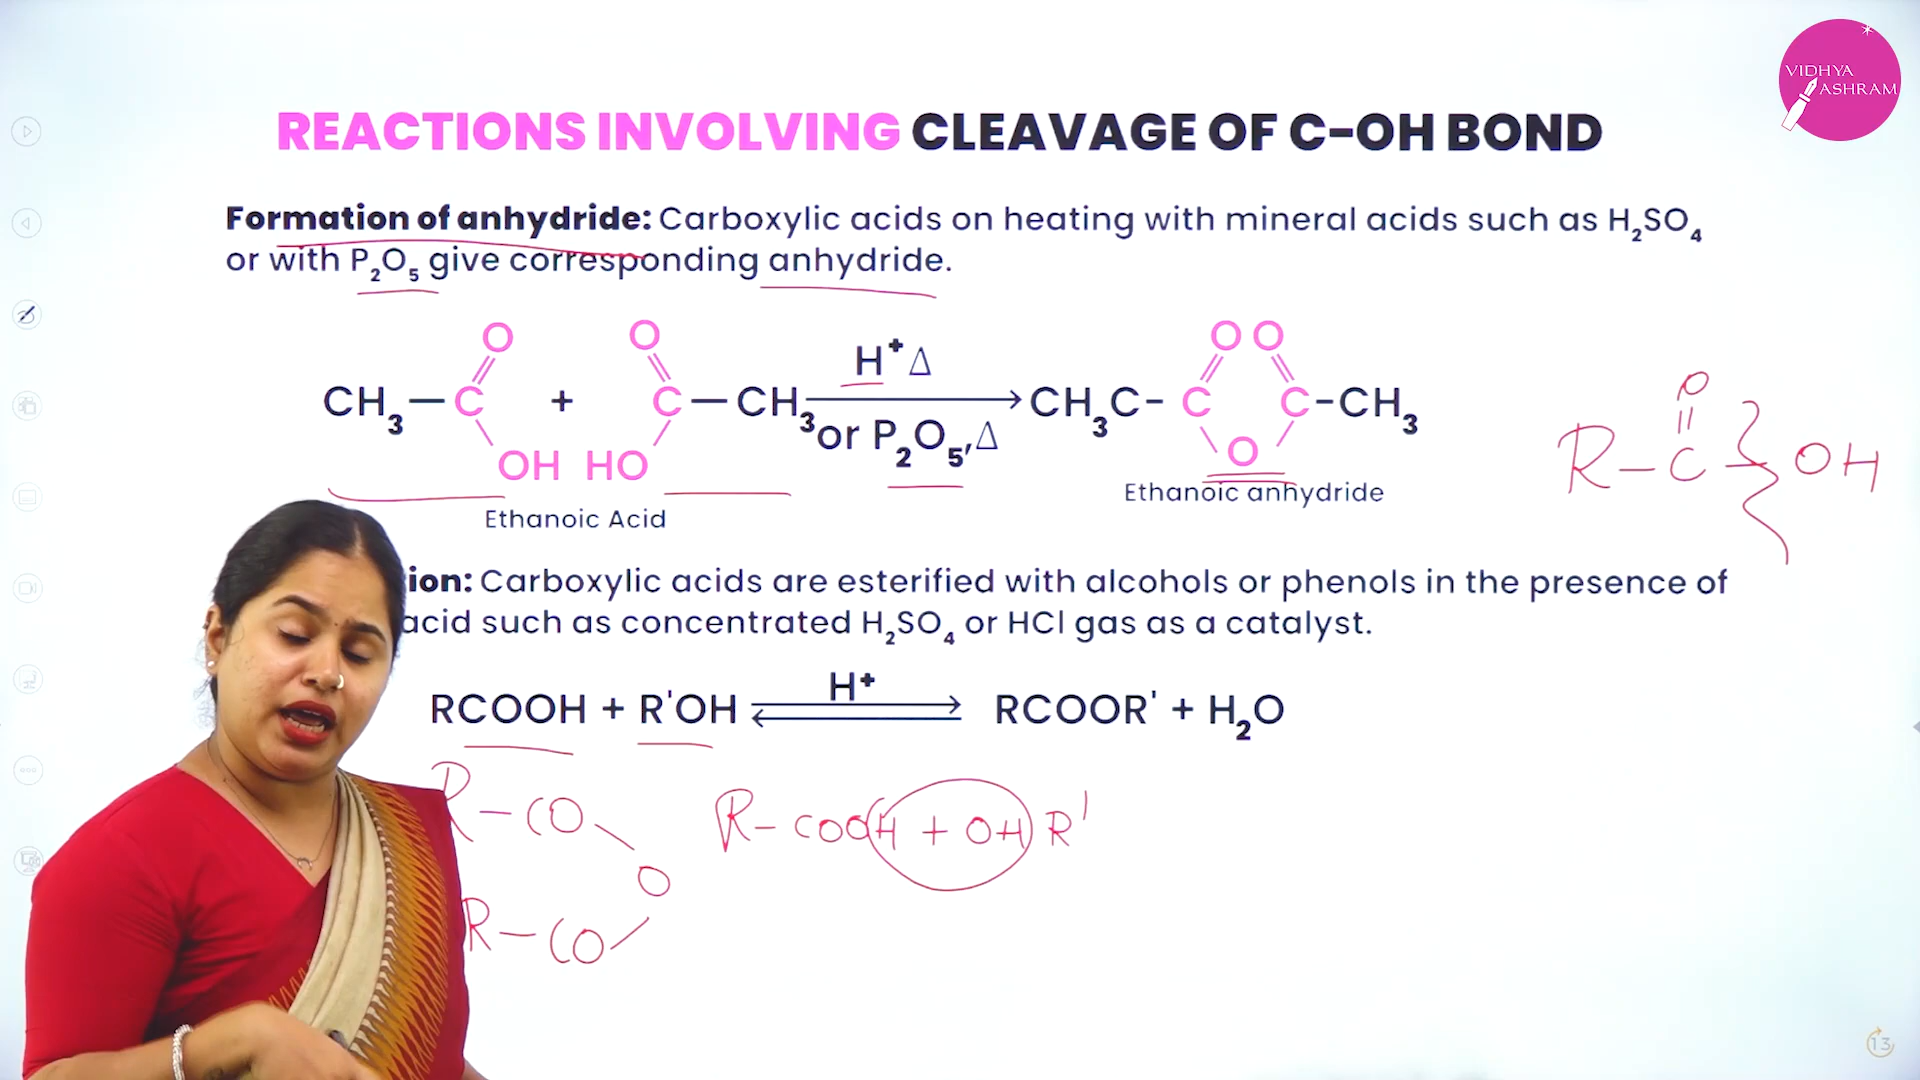 VIDHYA
ASHRAM
REACTIONS INVOLVING CLEAVAGE OF C-OH BOND
Formation of anhydride: Carboxylic acids on heating with mineral acids such as H₂SO₄
or with P₂O₅ give corresponding anhydride.
O O H⁺ Δ O O
CH₃—C + C—CH₃ CH₃C- C C-CH₃
or P₂O₅,Δ
OH HO O
Ethanoic anhydride
Ethanoic Acid
O
R-C-OH
ion: Carboxylic acids are esterified with alcohols or phenols in the presence of
acid such as concentrated H₂SO₄ or HCl gas as a catalyst.
H⁺
RCOOH + R'OH ⇌ RCOOR' + H₂O
R-CO
O
R-CO
R-COOH + OHR'
13